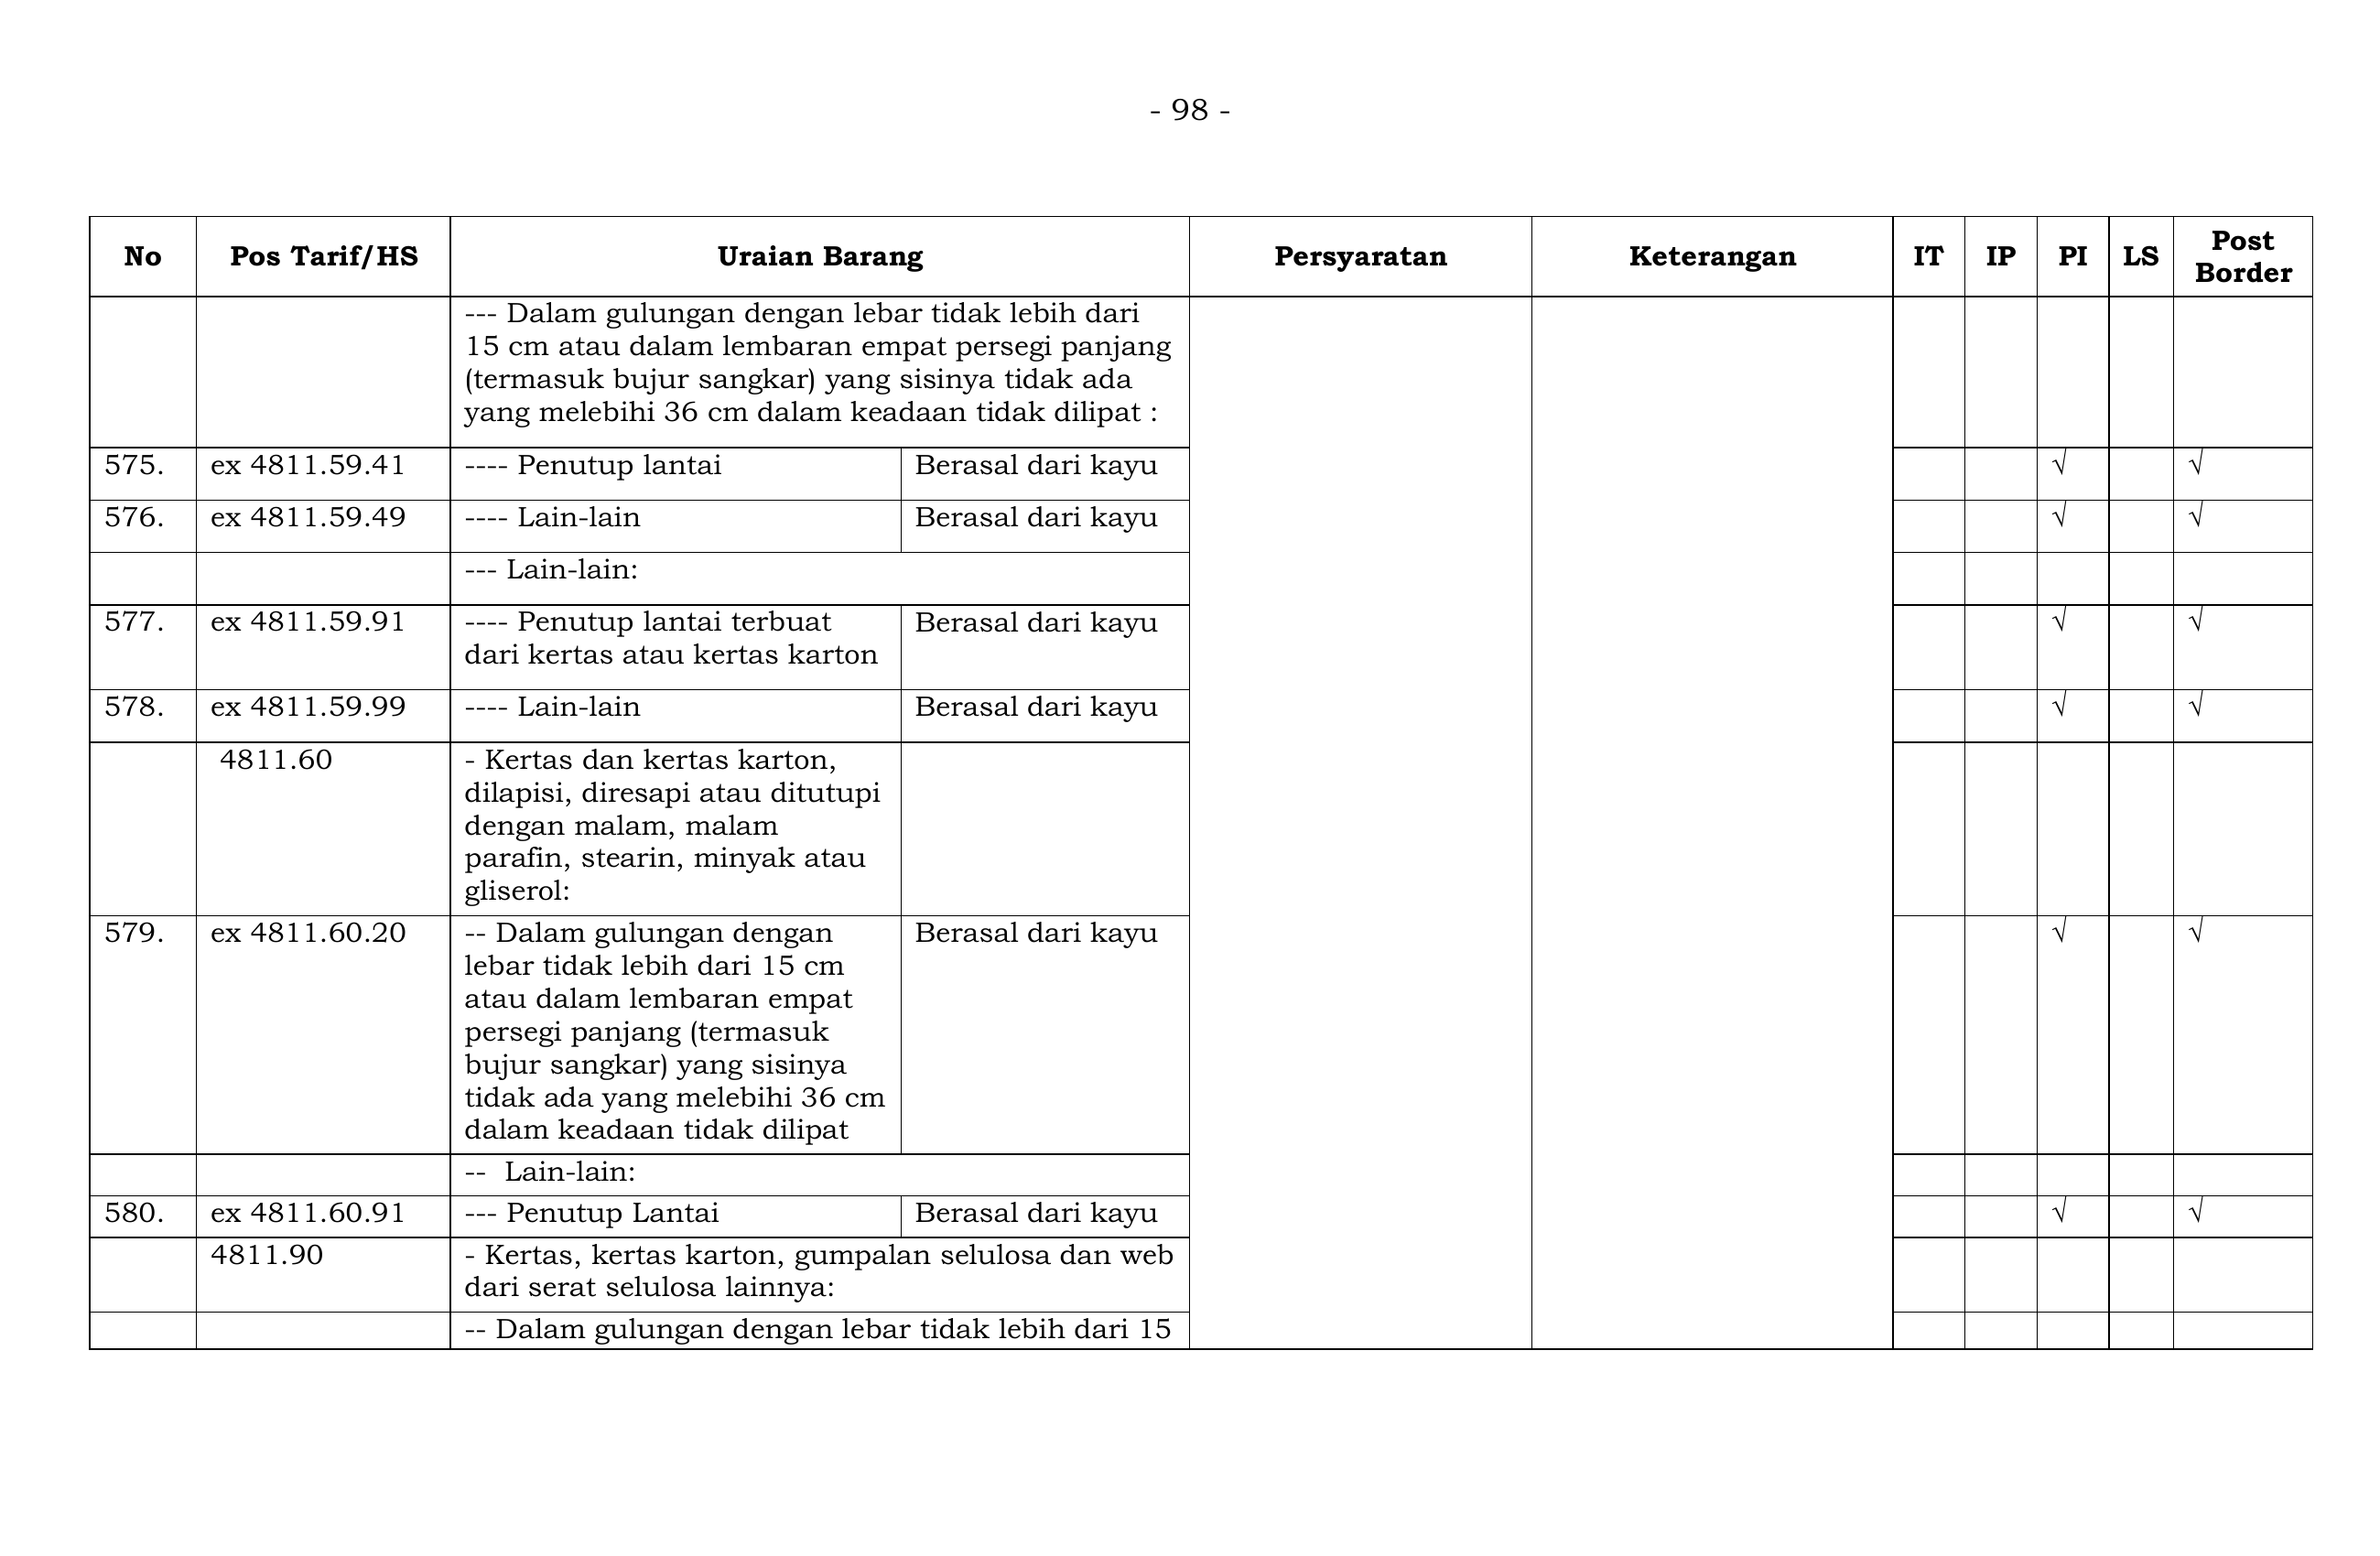 - 98 -
No Pos Tarif/HS Uraian Barang Persyaratan Keterangan IT IP PI LS Post Border
--- Dalam gulungan dengan lebar tidak lebih dari
15 cm atau dalam lembaran empat persegi panjang
(termasuk bujur sangkar) yang sisinya tidak ada
yang melebihi 36 cm dalam keadaan tidak dilipat :
575. ex 4811.59.41 ---- Penutup lantai Berasal dari kayu √ √
576. ex 4811.59.49 ---- Lain-lain Berasal dari kayu √ √
--- Lain-lain:
577. ex 4811.59.91 ---- Penutup lantai terbuat Berasal dari kayu √ √
dari kertas atau kertas karton
578. ex 4811.59.99 ---- Lain-lain Berasal dari kayu √ √
4811.60 - Kertas dan kertas karton,
dilapisi, diresapi atau ditutupi
dengan malam, malam
parafin, stearin, minyak atau
gliserol:
579. ex 4811.60.20 -- Dalam gulungan dengan Berasal dari kayu √ √
lebar tidak lebih dari 15 cm
atau dalam lembaran empat
persegi panjang (termasuk
bujur sangkar) yang sisinya
tidak ada yang melebihi 36 cm
dalam keadaan tidak dilipat
-- Lain-lain:
580. ex 4811.60.91 --- Penutup Lantai Berasal dari kayu √ √
4811.90 - Kertas, kertas karton, gumpalan selulosa dan web
dari serat selulosa lainnya:
-- Dalam gulungan dengan lebar tidak lebih dari 15